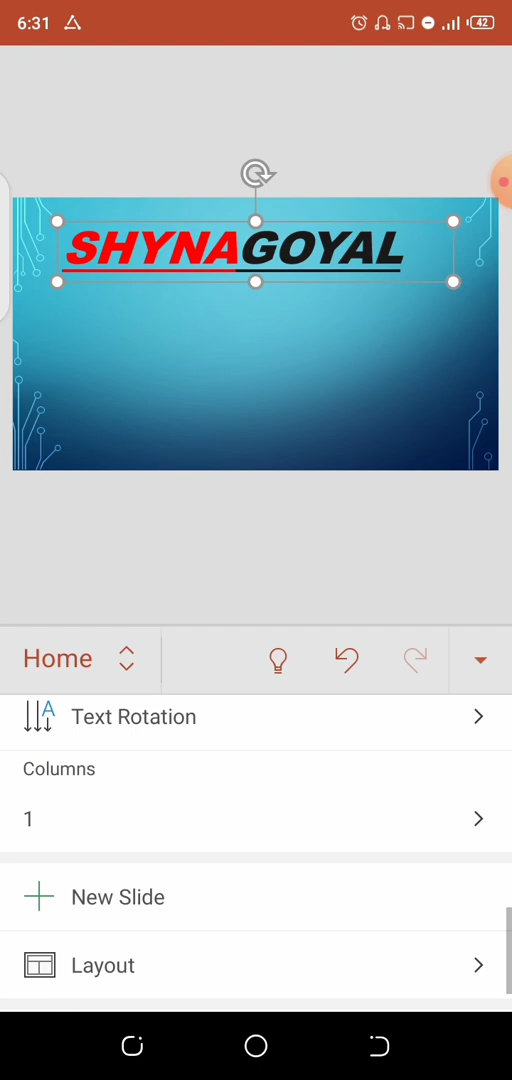 6:31
42
SHYNAGOYAL
Home
Text Rotation
Columns
1
New Slide
Layout